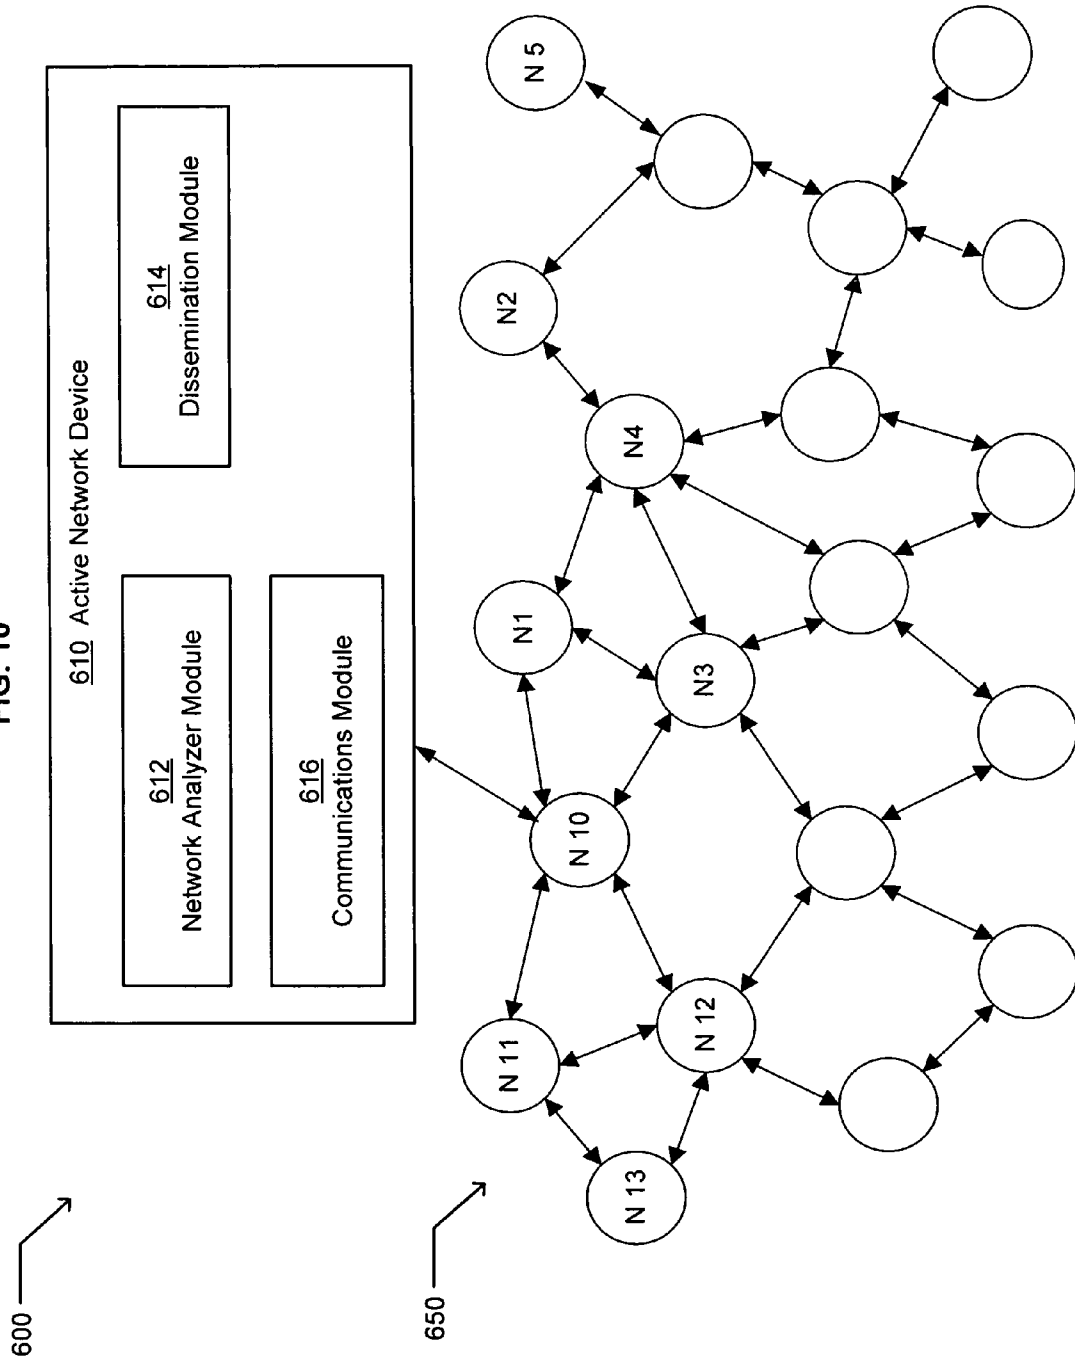 FIG.
600
610 Active Network Device
612
Network Analyzer Module
614
Dissemination Module
616
Communications Module
650
N 13
N 11
N 12
N 10
N1
N3
N4
N2
N 5